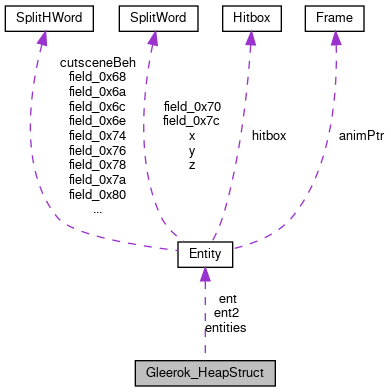 SplitHWord
SplitWord
Hitbox
Frame
cutsceneBeh
field_0x68
field_0x6a
field_0x6c
field_0x6e
field_0x74
field_0x76
field_0x78
field_0x7a
field_0x80
...
field_0x70
field_0x7c
x
y
z
hitbox
animPtr
Entity
ent
ent2
entities
Gleerok_HeapStruct